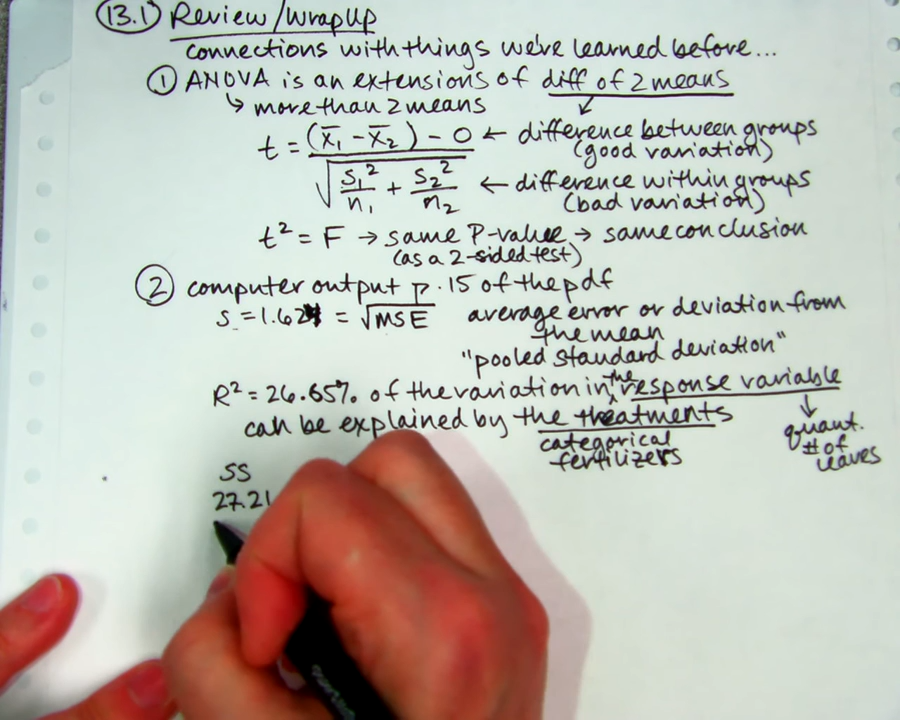 13.1 Review/Wrap Up
connections with things we've learned before...
① ANOVA is an extensions of diff of 2 means
↳ more than 2 means
t = (x̄₁ - x̄₂) - 0 ← difference between groups
(good variation)
√(s₁²/n₁ + s₂²/n₂) ← difference within groups
(bad variation)
t² = F → same P-value → same conclusion
(as a 2-sided test)
② computer output p. 15 of the pdf
s = 1.62 = √MSE average error or deviation from
the mean
"pooled standard deviation"
R² = 26.65% of the variation in the response variable
can be explained by the treatments
quant.
# of
leaves
categorical
fertilizers
SS
27.21